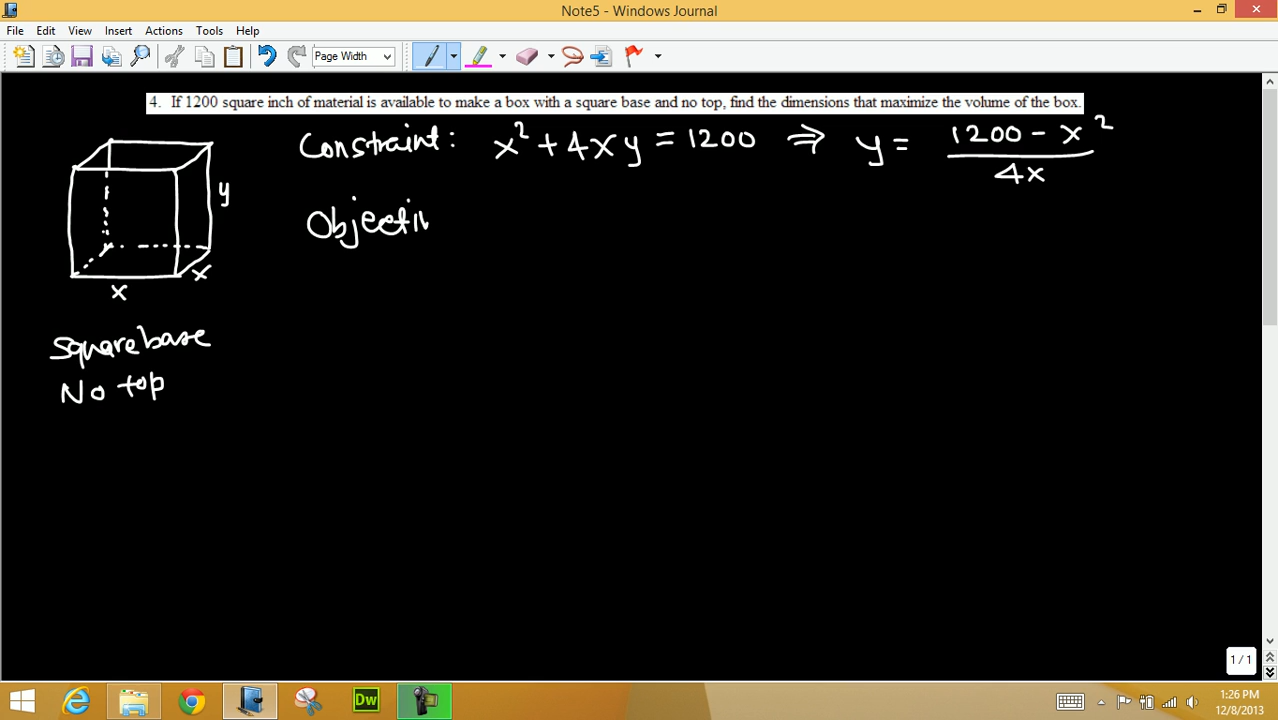 Note5 - Windows Journal
File Edit View Insert Actions Tools Help
Page Width
4. If 1200 square inch of material is available to make a box with a square base and no top, find the dimensions that maximize the volume of the box.
Constraint: x² + 4xy = 1200 ⇒ y = (1200 - x²)/4x
Objecti
y
x
x
square base
No top
1 / 1
Dw
1:26 PM
12/8/2013